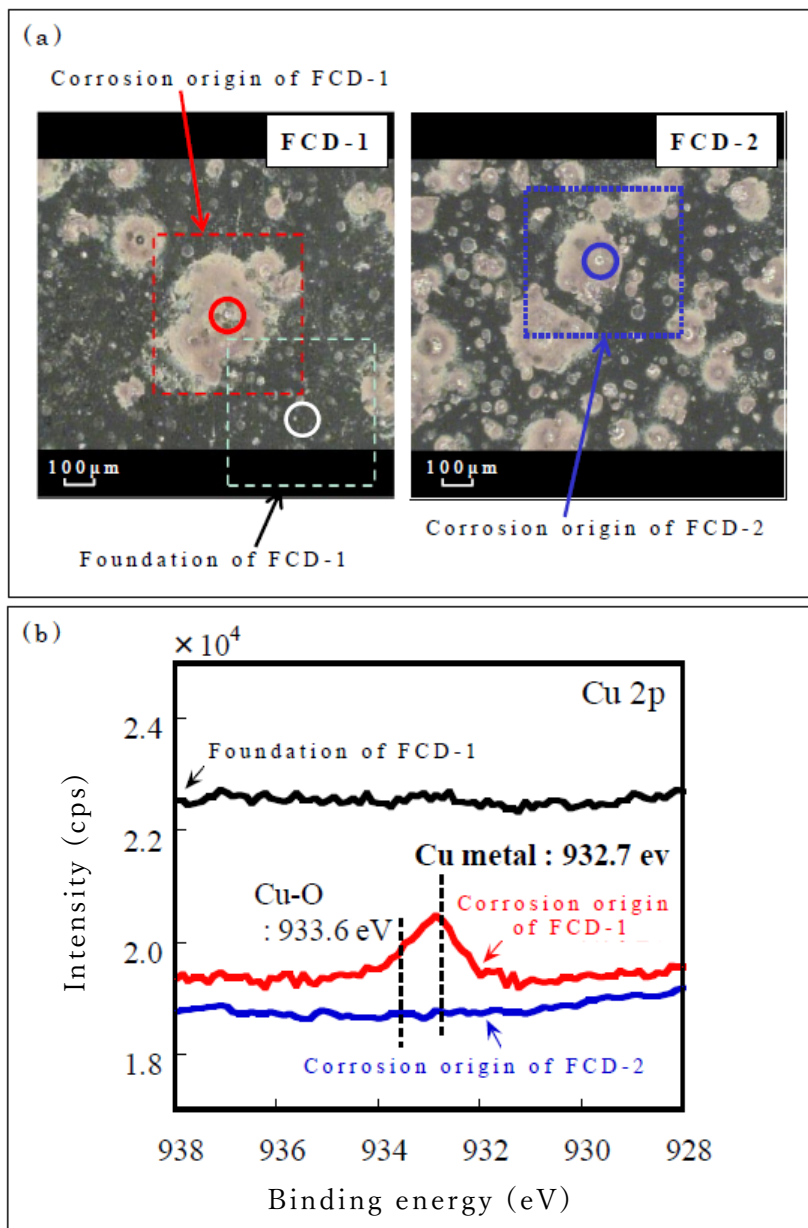 (a)
Corrosion origin of FCD-1
FCD-1
FCD-2
100μm
100μm
Foundation of FCD-1
Corrosion origin of FCD-2
(b)
×10⁴
Cu 2p
2.4
Foundation of FCD-1
2.2
Cu metal : 932.7 ev
Cu-O
: 933.6 eV
Corrosion origin
of FCD-1
2.0
Corrosion origin of FCD-2
1.8
Intensity (cps)
938 936 934 932 930 928
Binding energy (eV)